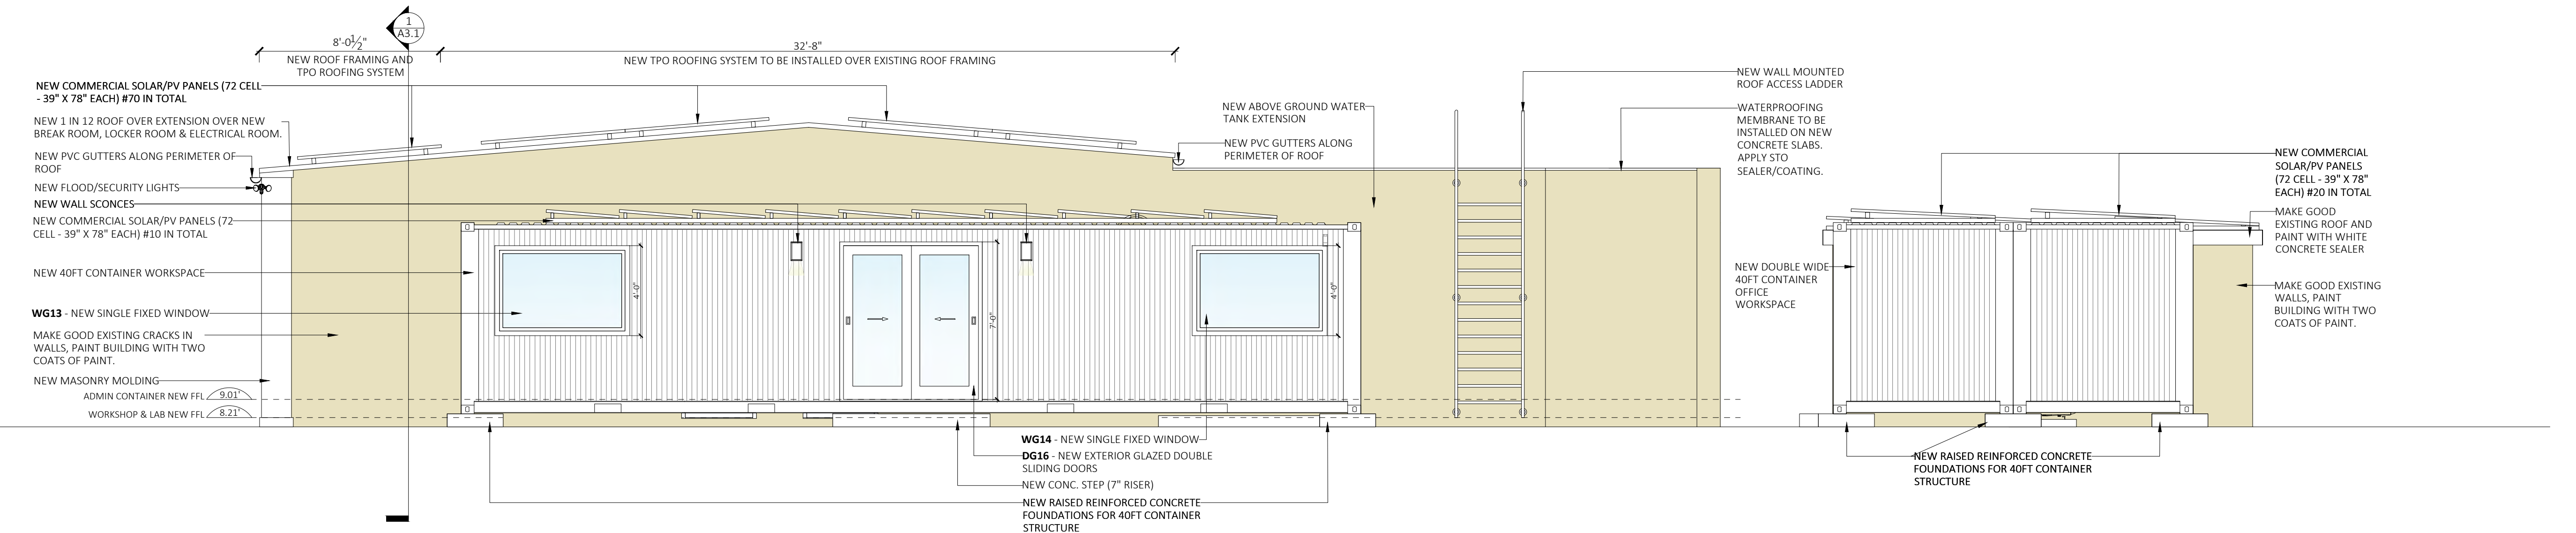 1
A3.1
8'-0½"
32'-8"
NEW ROOF FRAMING AND
TPO ROOFING SYSTEM
NEW TPO ROOFING SYSTEM TO BE INSTALLED OVER EXISTING ROOF FRAMING
NEW COMMERCIAL SOLAR/PV PANELS (72 CELL
- 39" X 78" EACH) #70 IN TOTAL
NEW 1 IN 12 ROOF OVER EXTENSION OVER NEW
BREAK ROOM, LOCKER ROOM & ELECTRICAL ROOM.
NEW PVC GUTTERS ALONG PERIMETER OF
ROOF
NEW FLOOD/SECURITY LIGHTS
NEW WALL SCONCES
NEW COMMERCIAL SOLAR/PV PANELS (72
CELL - 39" X 78" EACH) #10 IN TOTAL
NEW 40FT CONTAINER WORKSPACE
WG13 - NEW SINGLE FIXED WINDOW
MAKE GOOD EXISTING CRACKS IN
WALLS, PAINT BUILDING WITH TWO
COATS OF PAINT.
NEW MASONRY MOLDING
ADMIN CONTAINER NEW FFL 9.01'
WORKSHOP & LAB NEW FFL 8.21'
4'-0"
7'-0"
4'-0"
NEW ABOVE GROUND WATER
TANK EXTENSION
NEW PVC GUTTERS ALONG
PERIMETER OF ROOF
WG14 - NEW SINGLE FIXED WINDOW
DG16 - NEW EXTERIOR GLAZED DOUBLE
SLIDING DOORS
NEW CONC. STEP (7" RISER)
NEW RAISED REINFORCED CONCRETE
FOUNDATIONS FOR 40FT CONTAINER
STRUCTURE
NEW WALL MOUNTED
ROOF ACCESS LADDER
WATERPROOFING
MEMBRANE TO BE
INSTALLED ON NEW
CONCRETE SLABS.
APPLY STO
SEALER/COATING.
NEW DOUBLE WIDE
40FT CONTAINER
OFFICE
WORKSPACE
NEW COMMERCIAL
SOLAR/PV PANELS
(72 CELL - 39" X 78"
EACH) #20 IN TOTAL
MAKE GOOD
EXISTING ROOF AND
PAINT WITH WHITE
CONCRETE SEALER
MAKE GOOD EXISTING
WALLS, PAINT
BUILDING WITH TWO
COATS OF PAINT.
NEW RAISED REINFORCED CONCRETE
FOUNDATIONS FOR 40FT CONTAINER
STRUCTURE